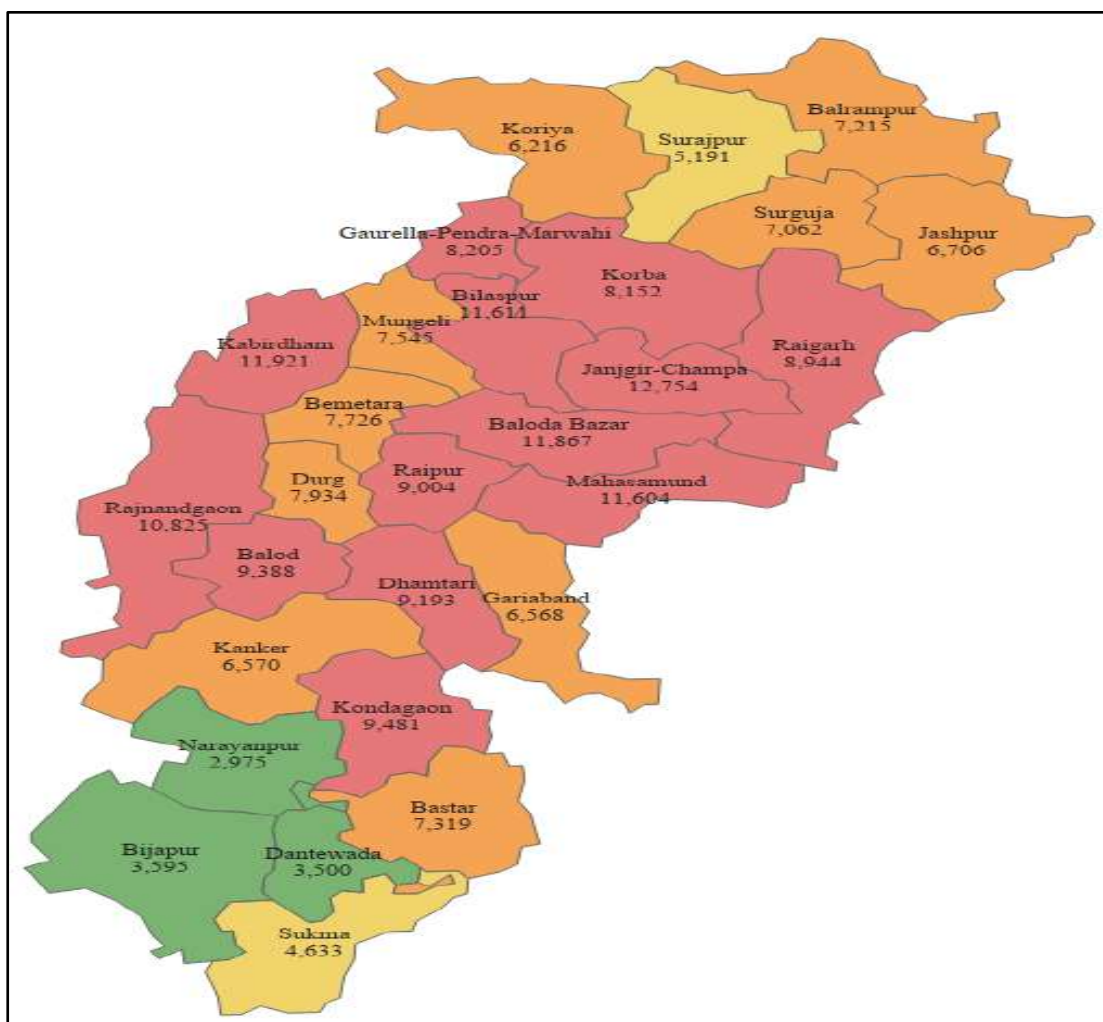 Balrampur
7,215
Koriya
6,216
Surajpur
5,191
Surguja
7,062
Jashpur
6,706
Gaurella-Pendra-Marwahi
8,205
Korba
8,152
Bilaspur
11,611
Mungeli
7,545
Kabirdham
11,921
Raigarh
8,944
Janjgir-Champa
12,754
Bemetara
7,726
Baloda Bazar
11,867
Raipur
9,004
Durg
7,934
Mahasamund
11,604
Rajnandgaon
10,825
Balod
9,388
Dhamtari
9,193
Gariaband
6,568
Kanker
6,570
Kondagaon
9,481
Narayanpur
2,975
Bastar
7,319
Bijapur
3,595
Dantewada
3,500
Sukma
4,633